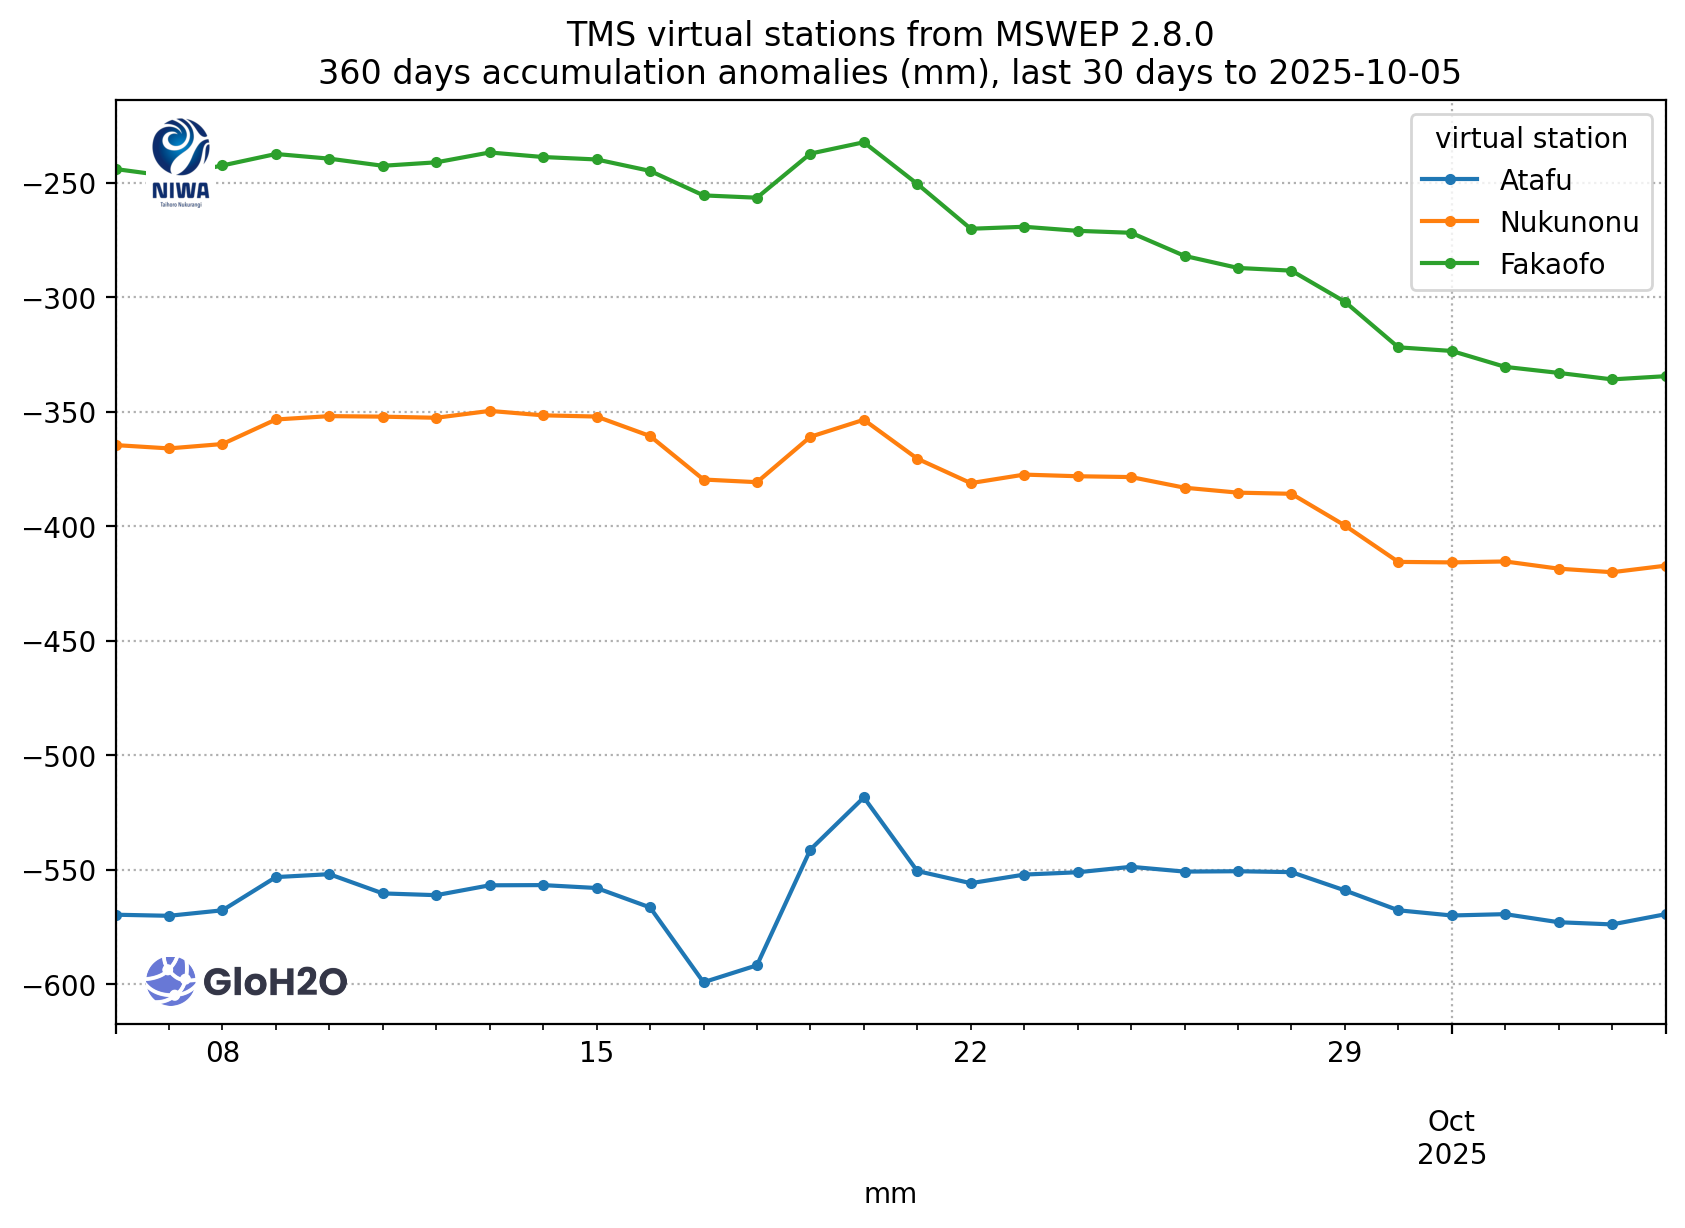 TMS virtual stations from MSWEP 2.8.0
360 days accumulation anomalies (mm), last 30 days to 2025-10-05
NIWA
Taihoro Nukurangi
virtual station
Atafu
Nukunonu
Fakaofo
−250
−300
−350
−400
−450
−500
−550
−600
GloH2O
08 15 22 29
Oct
2025
mm